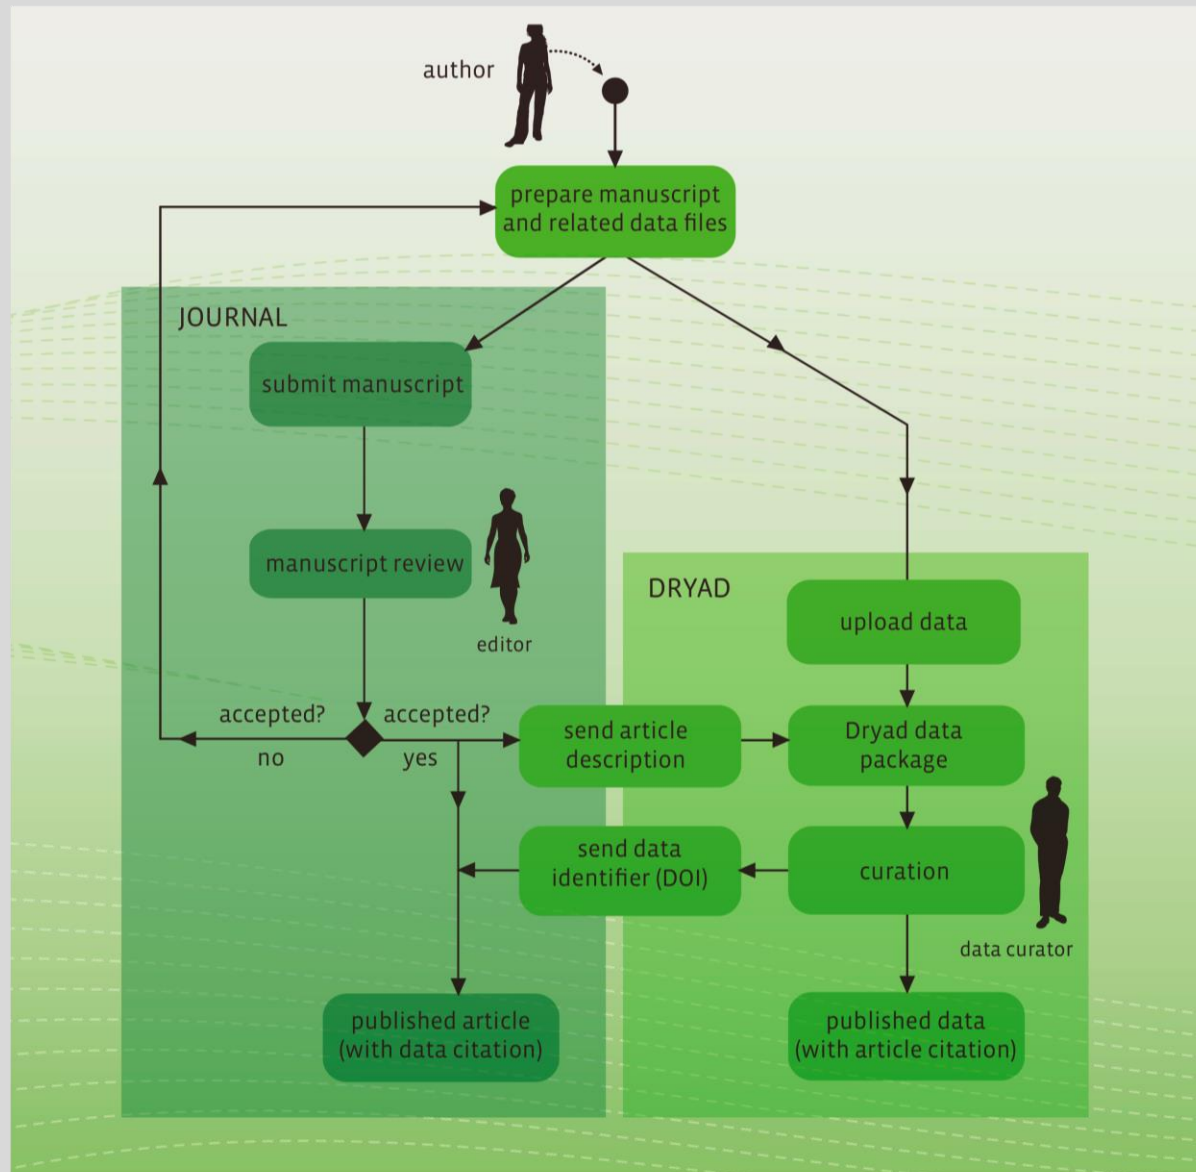 author
prepare manuscript
and related data files
JOURNAL
submit manuscript
manuscript review
editor
DRYAD
upload data
accepted?
no
accepted?
yes
send article
description
Dryad data
package
send data
identifier (DOI)
curation
data curator
published article
(with data citation)
published data
(with article citation)